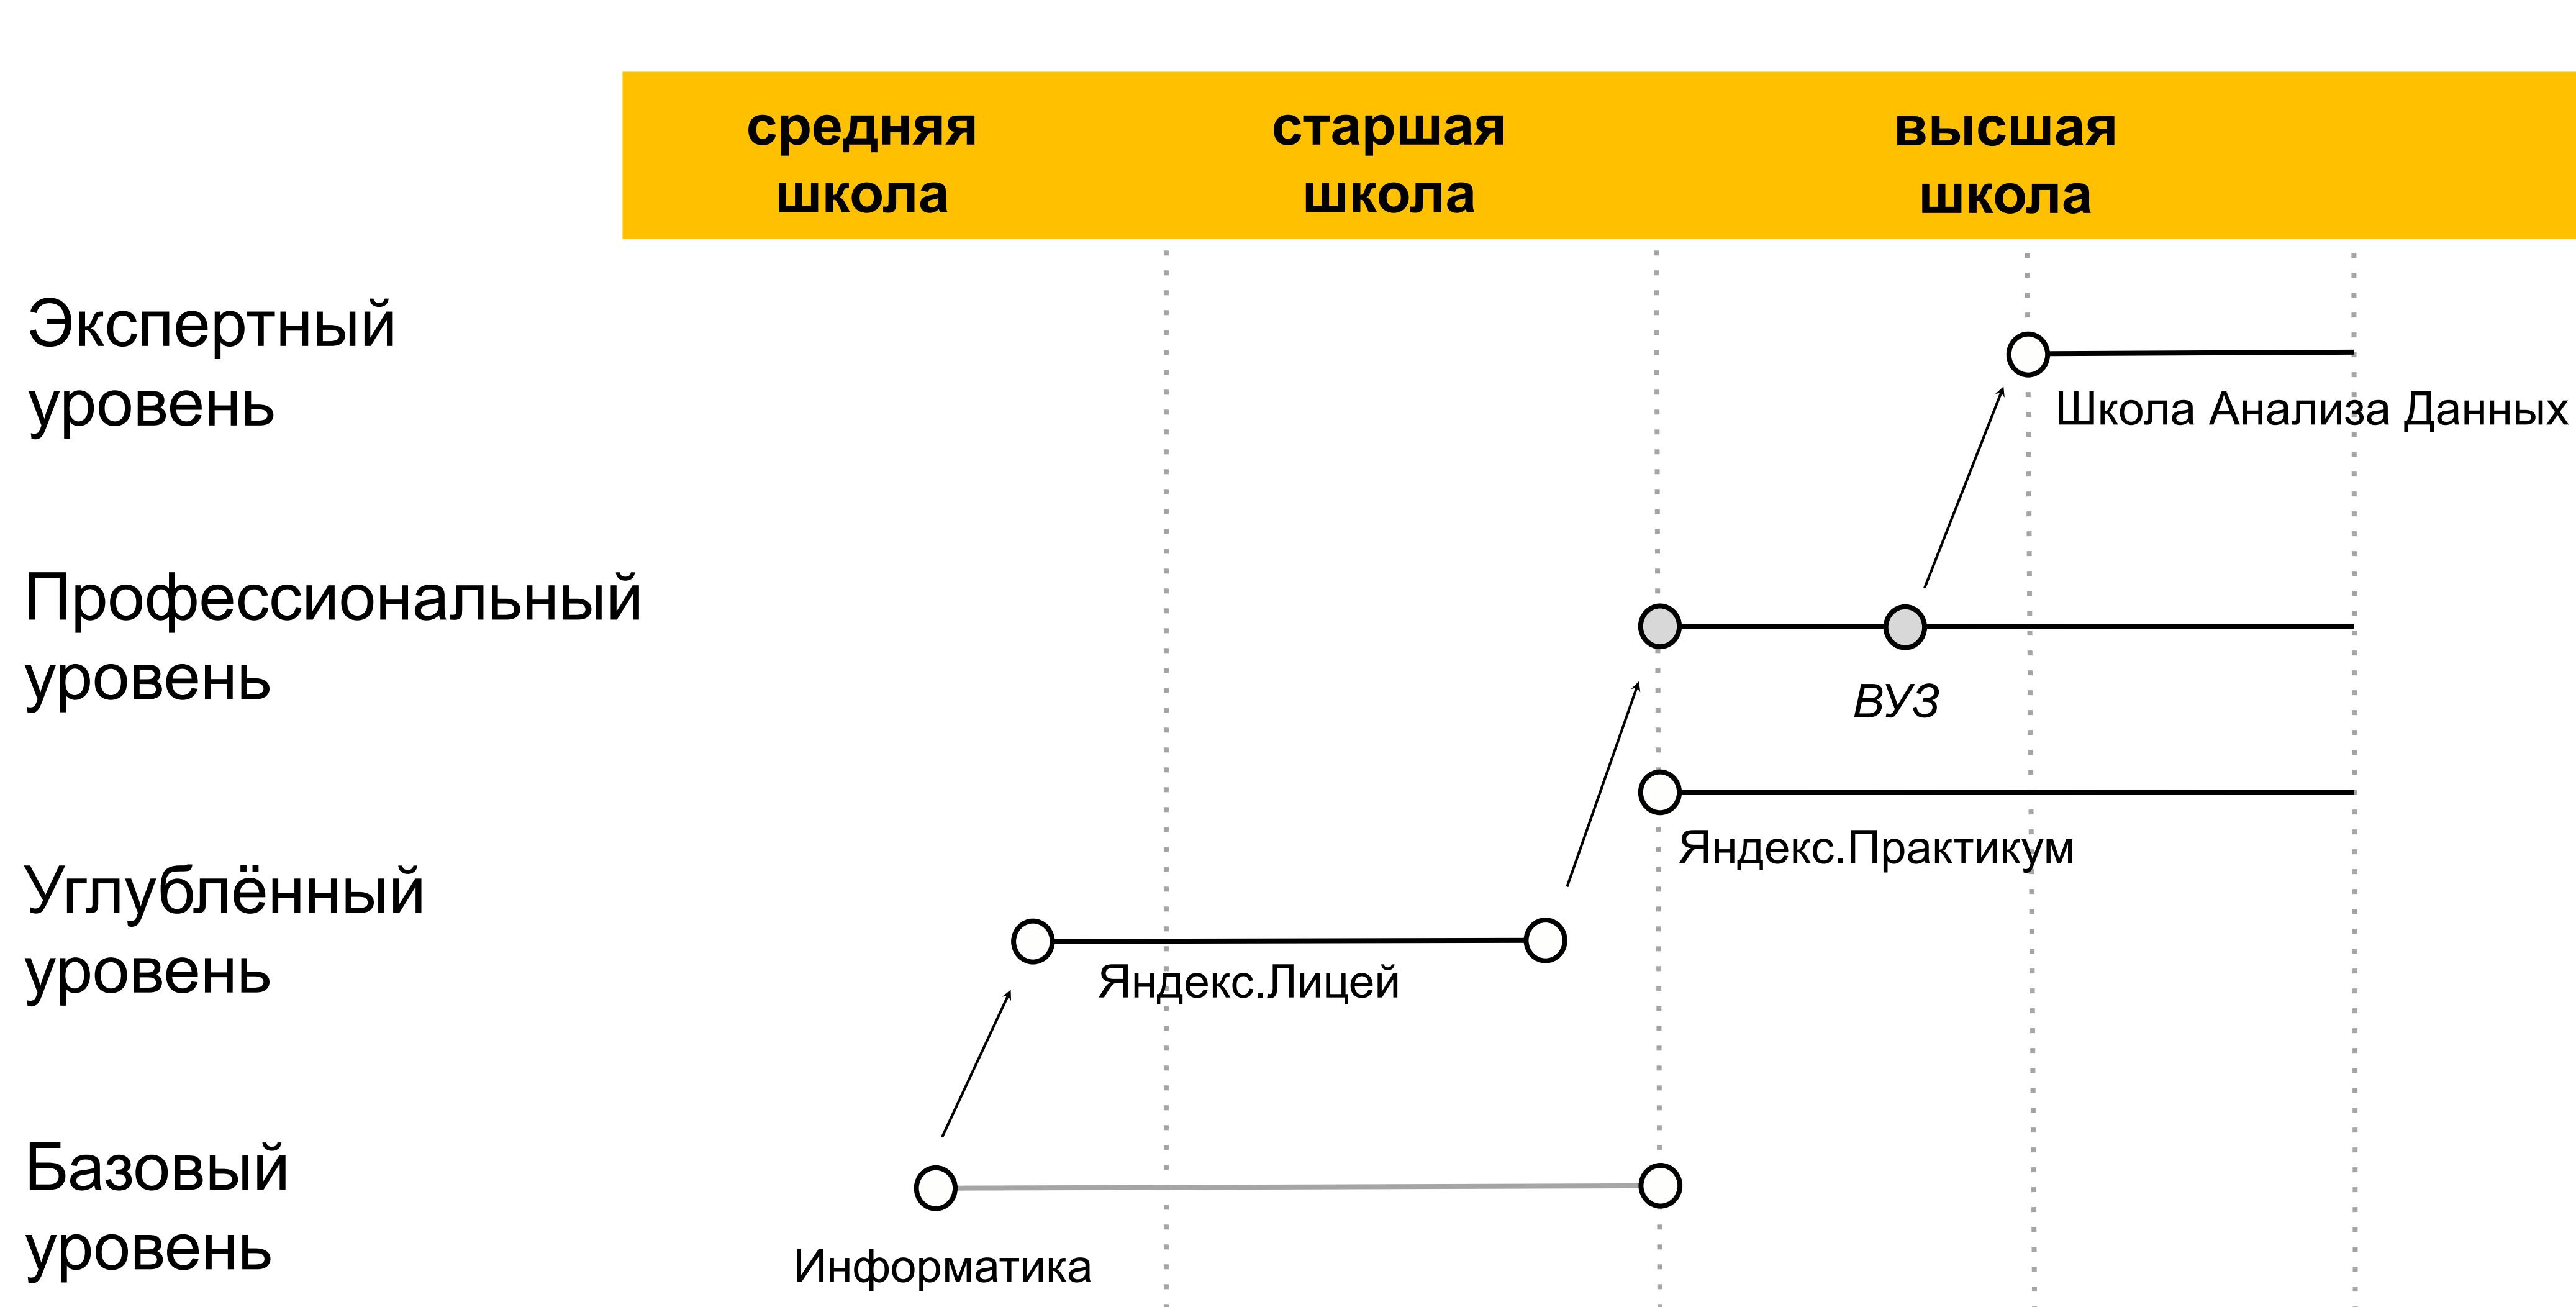 средняя
школа
старшая
школа
высшая
школа
Экспертный
уровень
Школа Анализа Данных
Профессиональный
уровень
ВУЗ
Яндекс.Практикум
Углублённый
уровень
Яндекс.Лицей
Базовый
уровень
Информатика